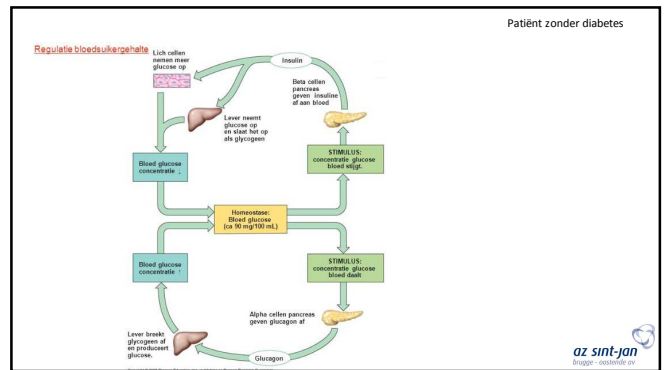 Patiënt zonder diabetes
Regulatie bloedsuikergehalte
Lich cellen
nemen meer
glucose op
Insulin
Beta cellen
pancreas
geven insuline
af aan bloed
Lever neemt
glucose op
en slaat het op
als glycogeen
Bloed glucose
concentratie ↓
STIMULUS:
concentratie glucose
bloed stijgt.
Homeostase:
Bloed glucose
(ca 90 mg/100 mL)
Bloed glucose
concentratie ↑
STIMULUS:
concentratie glucose
bloed daalt
Alpha cellen pancreas
geven glucagon af
Lever breekt
glycogeen af
en produceert
glucose.
Glucagon
az sint-jan
brugge - oostende av